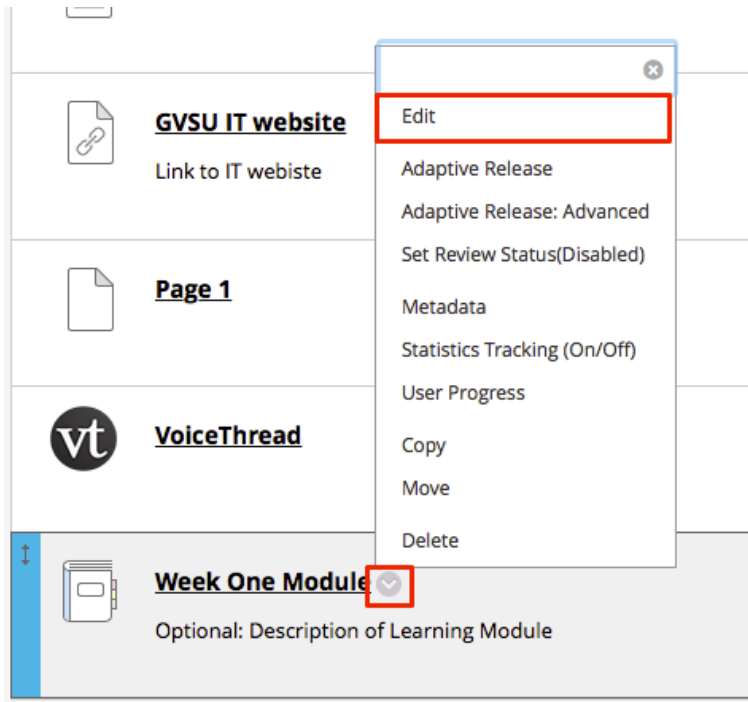 GVSU IT website
Link to IT webiste
Page 1
vt
VoiceThread
Week One Module
Optional: Description of Learning Module
Edit
Adaptive Release
Adaptive Release: Advanced
Set Review Status(Disabled)
Metadata
Statistics Tracking (On/Off)
User Progress
Copy
Move
Delete